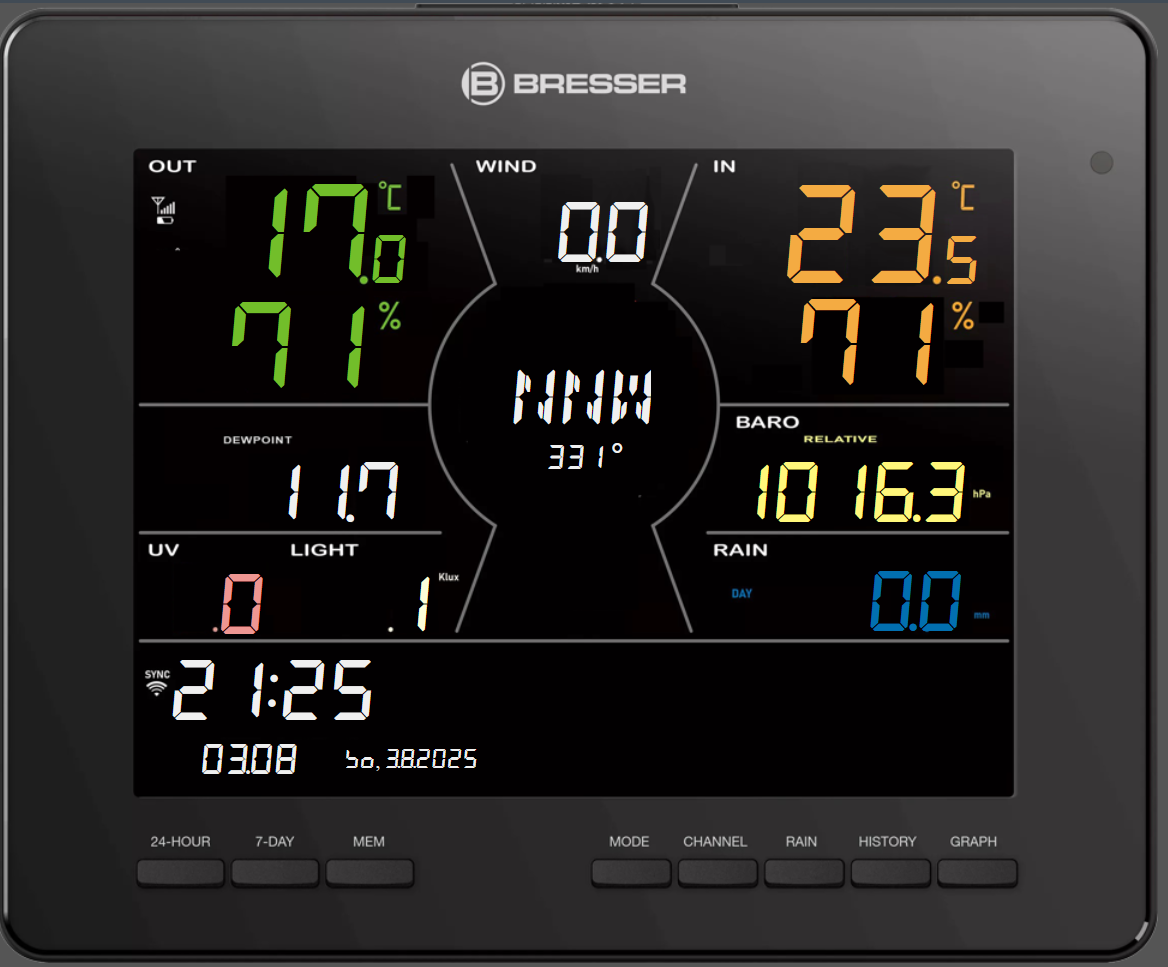 BRESSER
OUT
17.0 °C
71 %
WIND
0.0
km/h
IN
23.5 °C
71 %
NNW
331°
DEWPOINT
11.7
BARO
RELATIVE
1016.3 hPa
UV
.0
LIGHT
.1 Klux
RAIN
DAY
0.0 mm
SYNC
21:25
03.08
So, 3.8.2025
24-HOUR
7-DAY
MEM
MODE
CHANNEL
RAIN
HISTORY
GRAPH